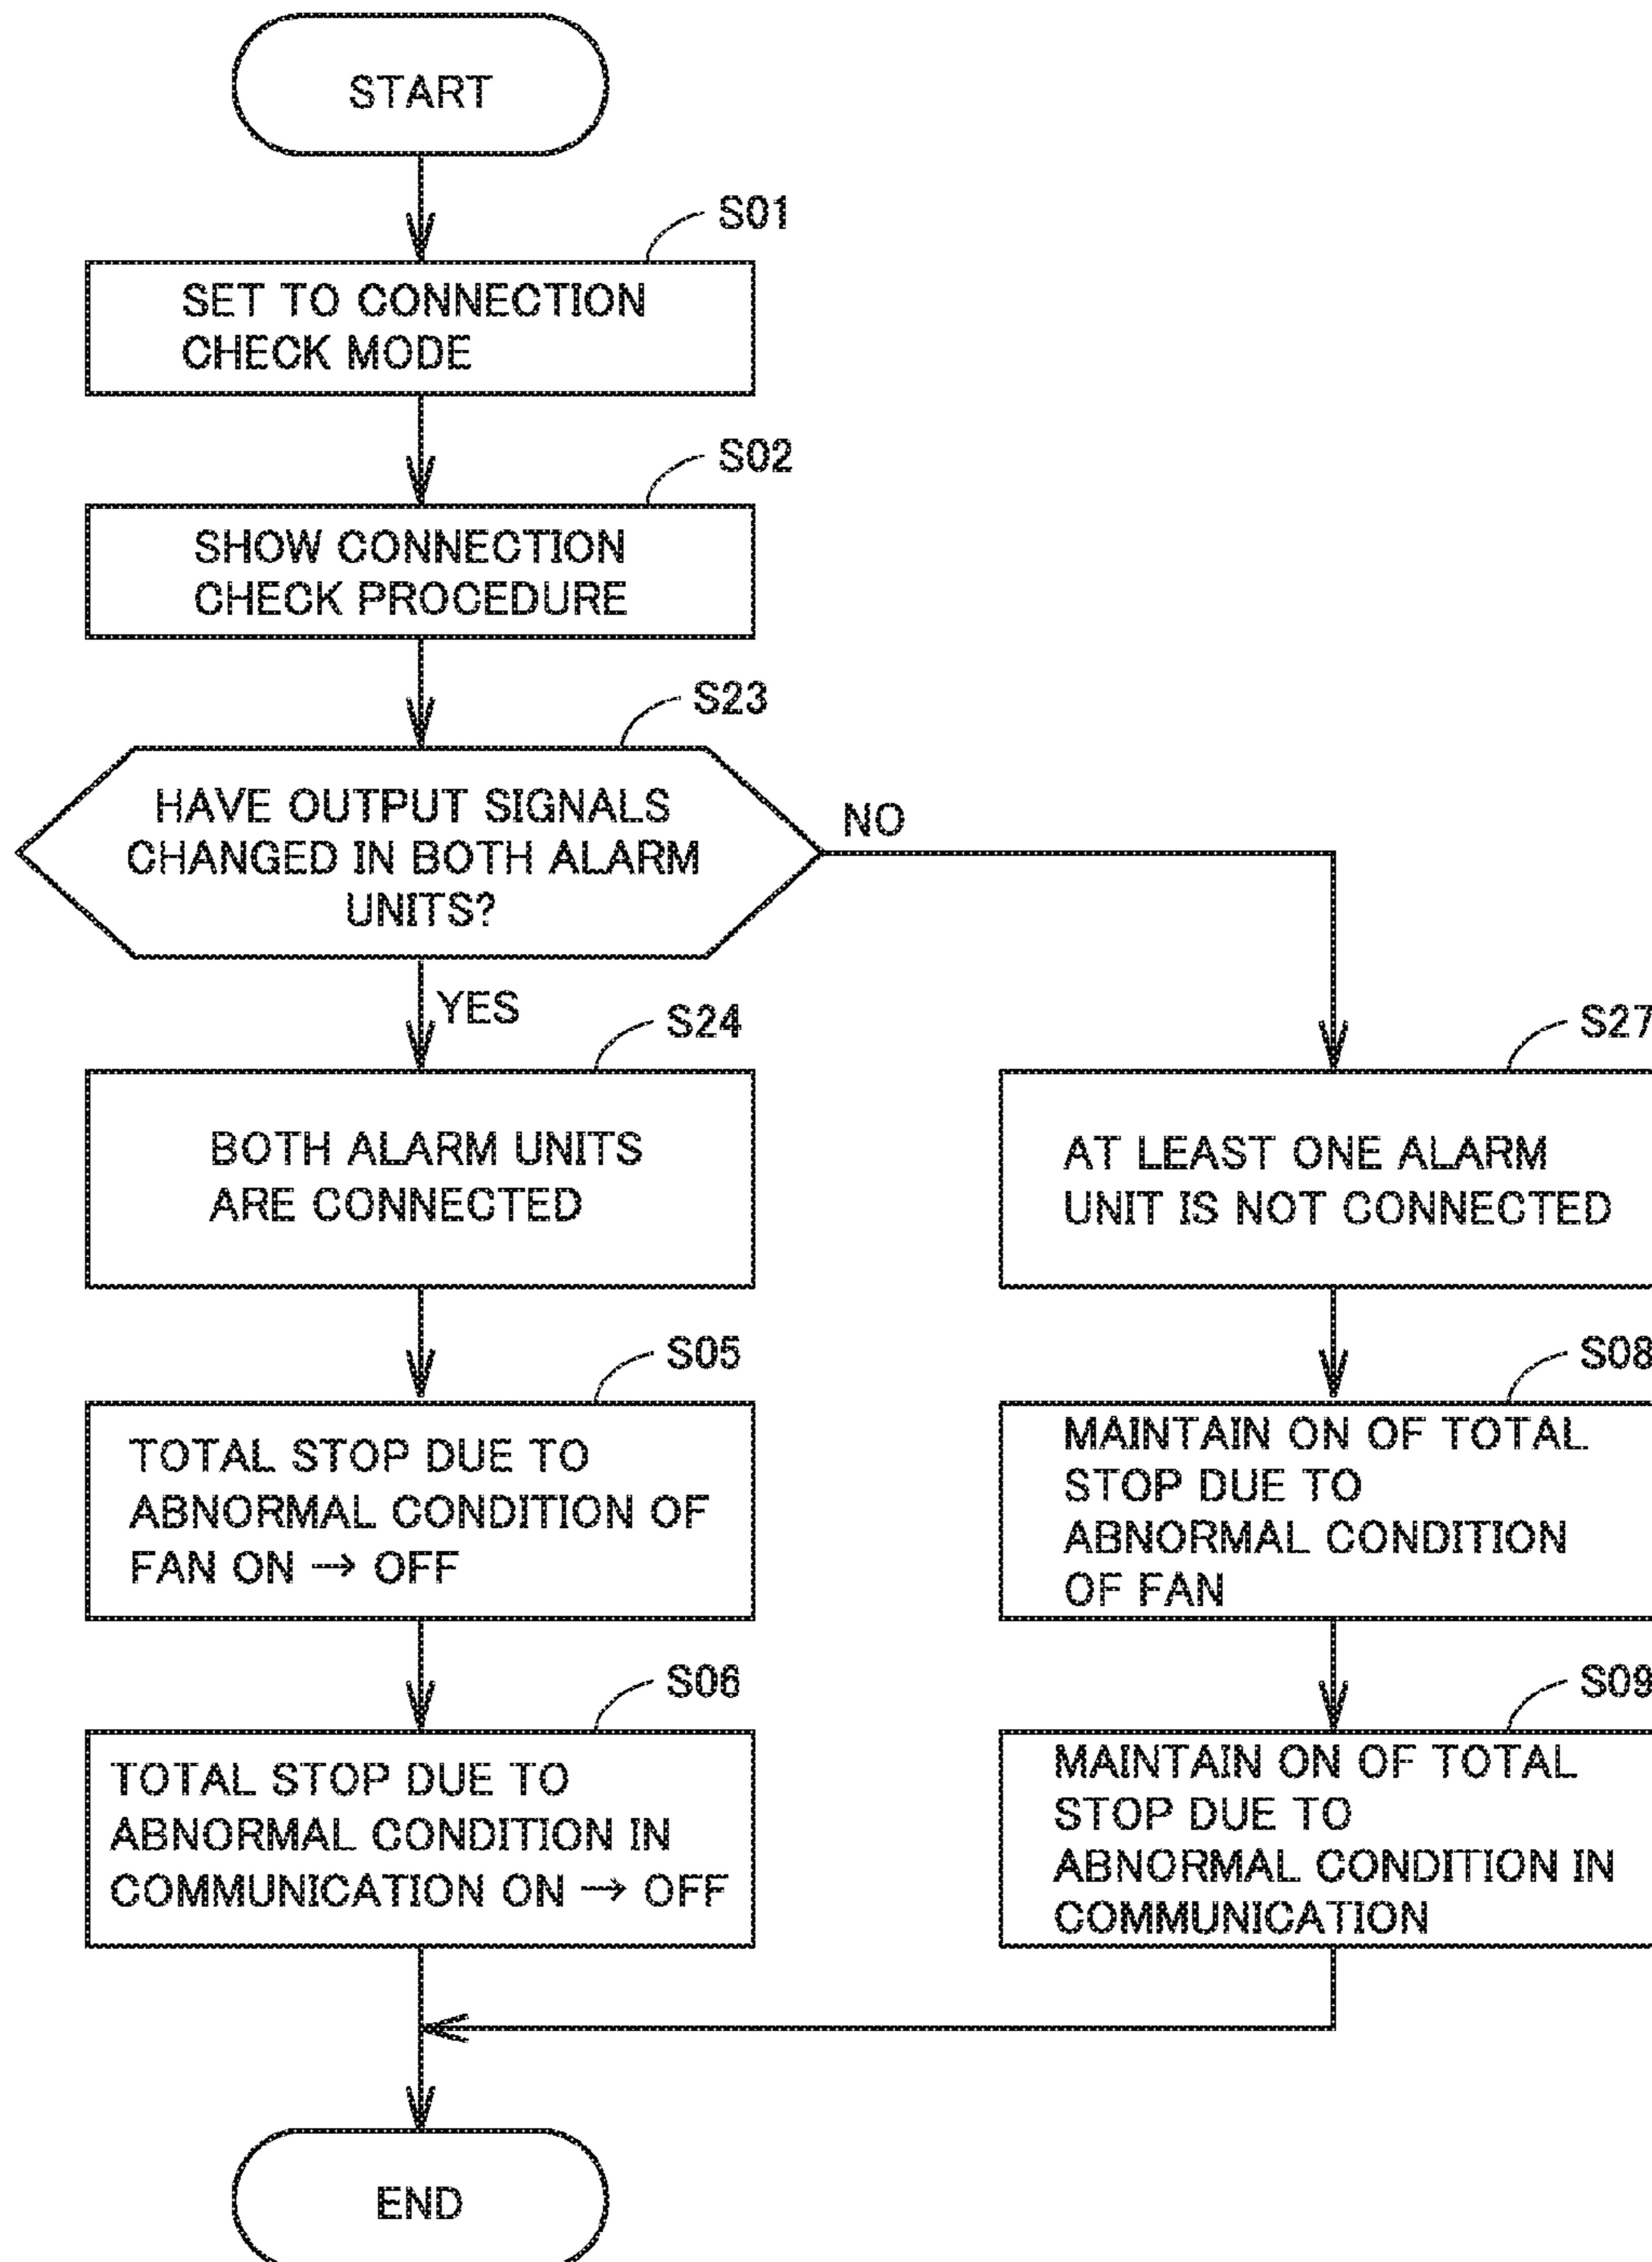 START
S01
SET TO CONNECTION
CHECK MODE
S02
SHOW CONNECTION
CHECK PROCEDURE
S23
HAVE OUTPUT SIGNALS
CHANGED IN BOTH ALARM
UNITS?
NO
YES
S24
BOTH ALARM UNITS
ARE CONNECTED
S27
AT LEAST ONE ALARM
UNIT IS NOT CONNECTED
S05
TOTAL STOP DUE TO
ABNORMAL CONDITION OF
FAN ON → OFF
S08
MAINTAIN ON OF TOTAL
STOP DUE TO
ABNORMAL CONDITION
OF FAN
S06
TOTAL STOP DUE TO
ABNORMAL CONDITION IN
COMMUNICATION ON → OFF
S09
MAINTAIN ON OF TOTAL
STOP DUE TO
ABNORMAL CONDITION IN
COMMUNICATION
END